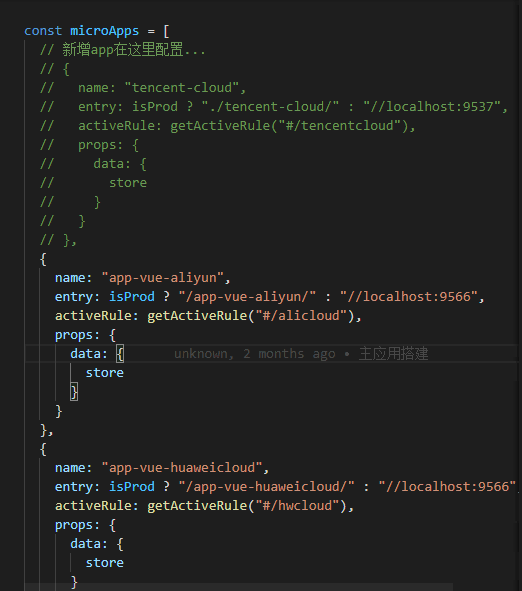 const microApps = [
  // 新增app在这里配置...
  // {
  //   name: "tencent-cloud",
  //   entry: isProd ? "./tencent-cloud/" : "//localhost:9537",
  //   activeRule: getActiveRule("#/tencentcloud"),
  //   props: {
  //     data: {
  //       store
  //     }
  //   }
  // },
  {
    name: "app-vue-aliyun",
    entry: isProd ? "/app-vue-aliyun/" : "//localhost:9566",
    activeRule: getActiveRule("#/alicloud"),
    props: {
      data: {        unknown, 2 months ago • 主应用搭建
        store
      }
    }
  },
  {
    name: "app-vue-huaweicloud",
    entry: isProd ? "/app-vue-huaweicloud/" : "//localhost:9566"
    activeRule: getActiveRule("#/hwcloud"),
    props: {
      data: {
        store
      }